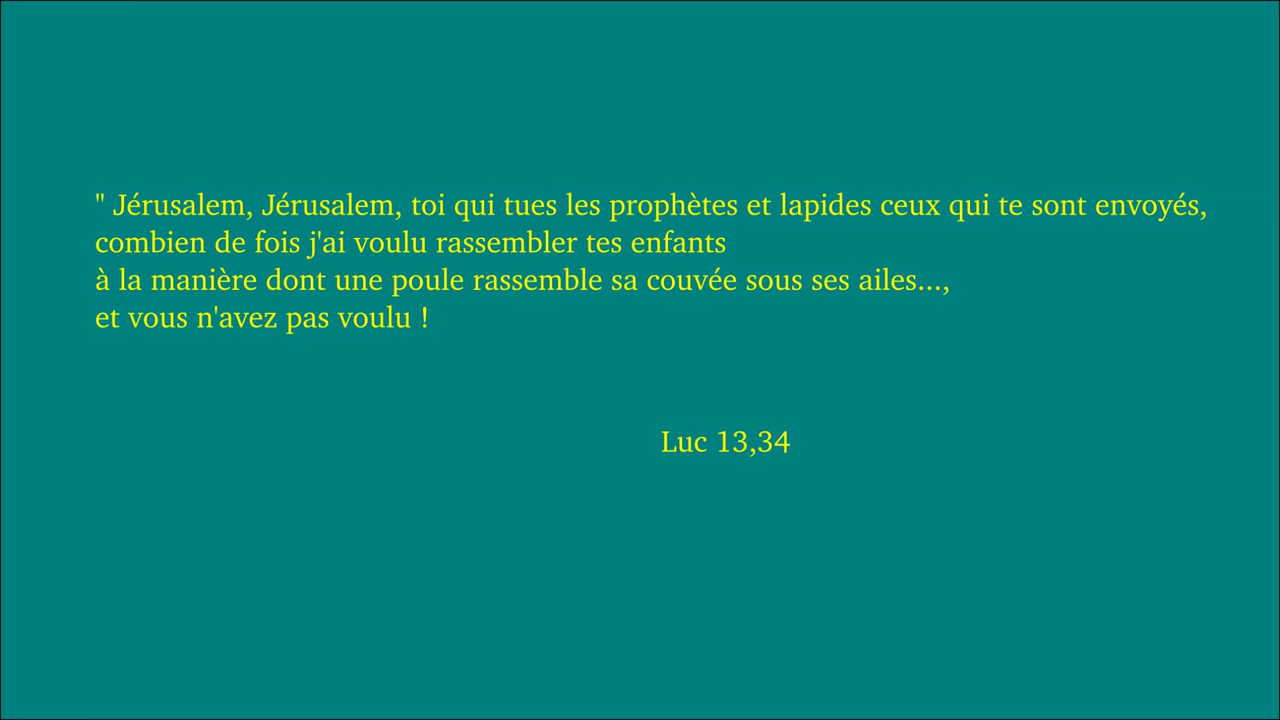 " Jérusalem, Jérusalem, toi qui tues les prophètes et lapides ceux qui te sont envoyés,
combien de fois j'ai voulu rassembler tes enfants
à la manière dont une poule rassemble sa couvée sous ses ailes...,
et vous n'avez pas voulu !
Luc 13,34